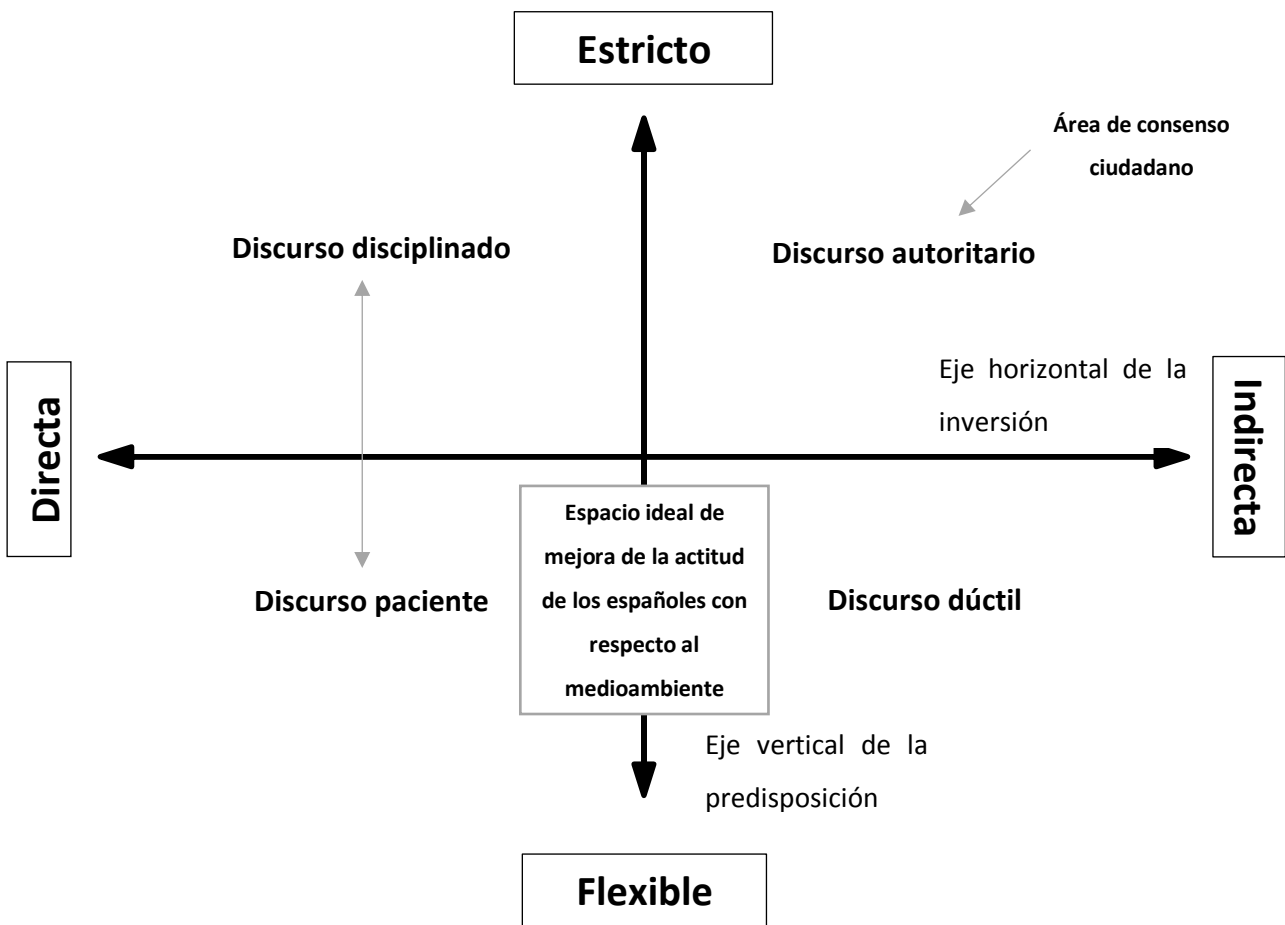 Estricto
Área de consenso
ciudadano
Discurso disciplinado
Discurso autoritario
Eje horizontal de la
inversión
Directa
Indirecta
Espacio ideal de
mejora de la actitud
de los españoles con
respecto al
medioambiente
Discurso paciente
Discurso dúctil
Eje vertical de la
predisposición
Flexible